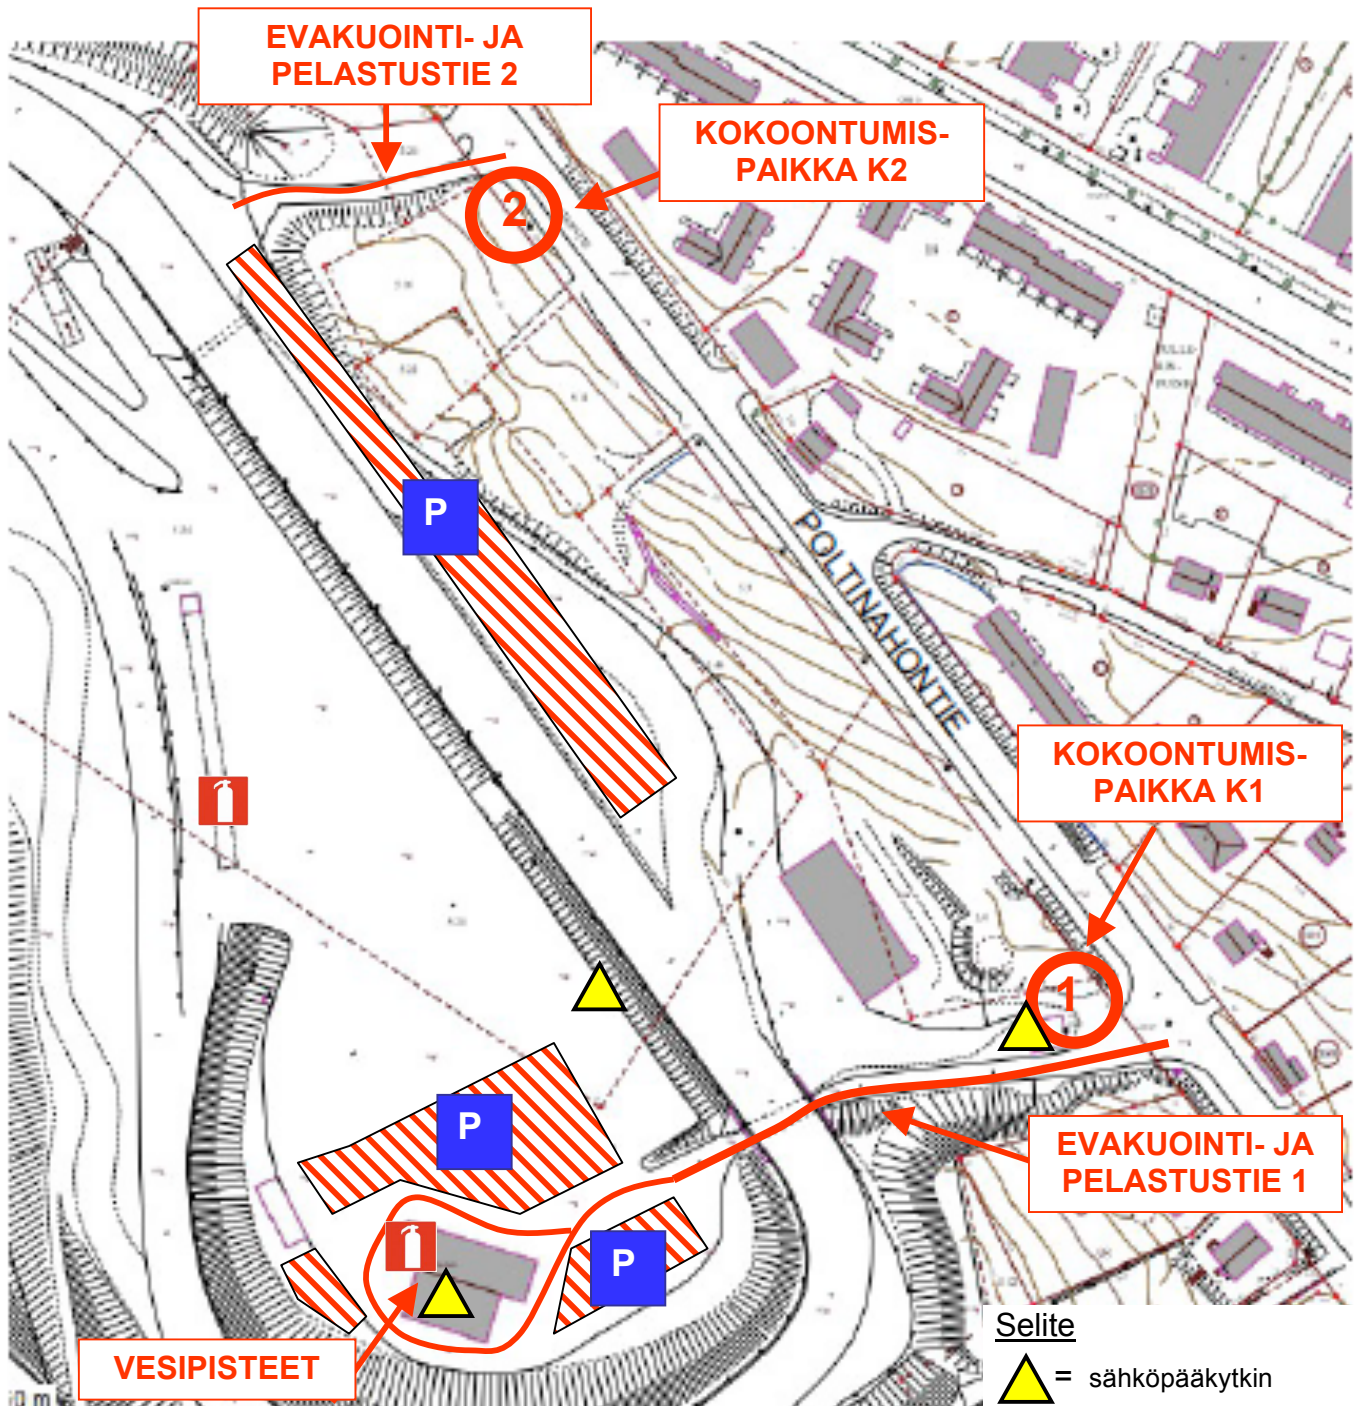 EVAKUOINTI- JA
PELASTUSTIE 2
KOKOONTUMIS-
PAIKKA K2
2
P
POLTINAHONTIE
KOKOONTUMIS-
PAIKKA K1
1
P
EVAKUOINTI- JA
PELASTUSTIE 1
P
VESIPISTEET
Selite
= sähköpääkytkin